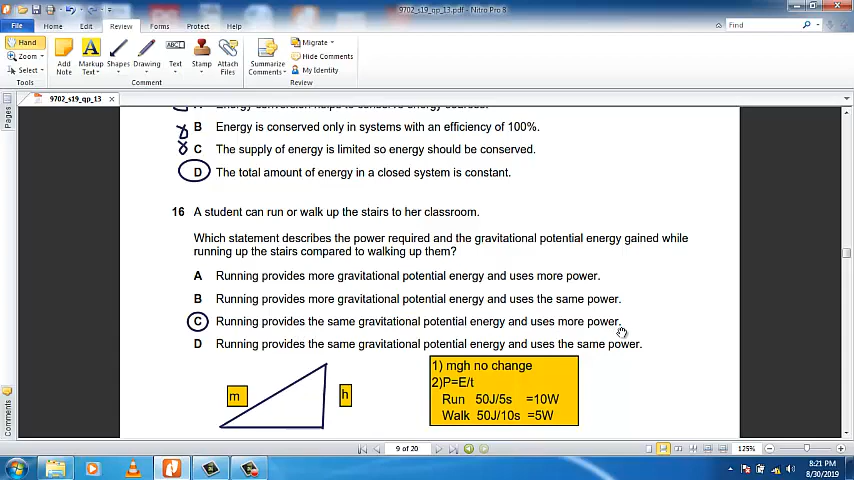 9702_s19_qp_13.pdf - Nitro Pro 8
File
Home
Edit
Review
Forms
Protect
Help
Find
Hand
Zoom
Select
Tools
Add Note
Markup Text
Shapes
Drawing
Text
Stamp
Attach Files
Comment
Summarize Comments
Migrate
Hide Comments
My Identity
Review
9702_s19_qp_13
Pages
Comments
B Energy is conserved only in systems with an efficiency of 100%.
C The supply of energy is limited so energy should be conserved.
D The total amount of energy in a closed system is constant.
16 A student can run or walk up the stairs to her classroom.
Which statement describes the power required and the gravitational potential energy gained while
running up the stairs compared to walking up them?
A Running provides more gravitational potential energy and uses more power.
B Running provides more gravitational potential energy and uses the same power.
C Running provides the same gravitational potential energy and uses more power.
D Running provides the same gravitational potential energy and uses the same power.
m
h
1) mgh no change
2)P=E/t
Run 50J/5s =10W
Walk 50J/10s =5W
9 of 20
125%
8:21 PM
8/30/2019